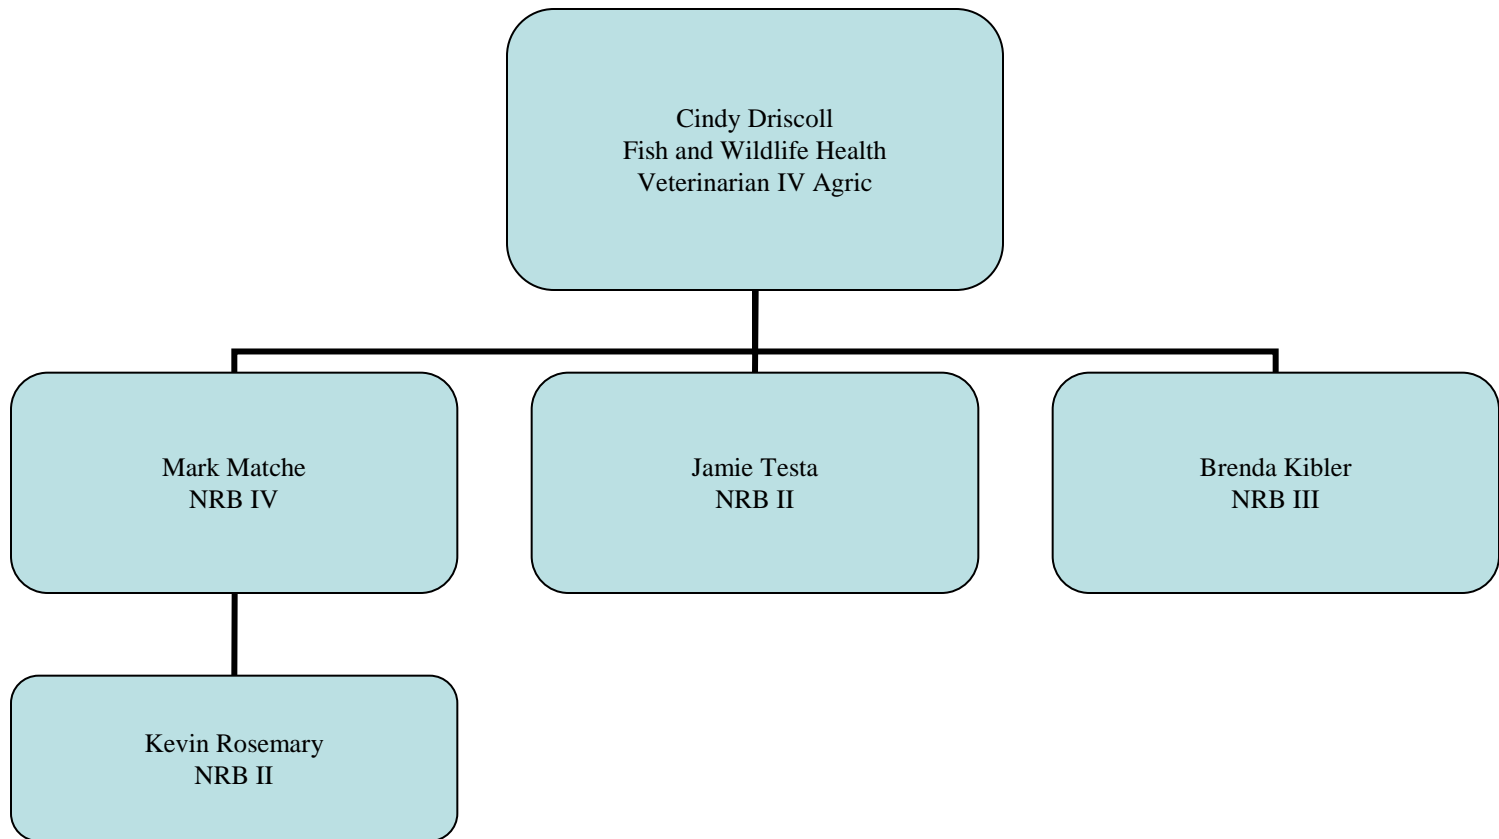 Cindy Driscoll
Fish and Wildlife Health
Veterinarian IV Agric
Mark Matche
NRB IV
Jamie Testa
NRB II
Brenda Kibler
NRB III
Kevin Rosemary
NRB II